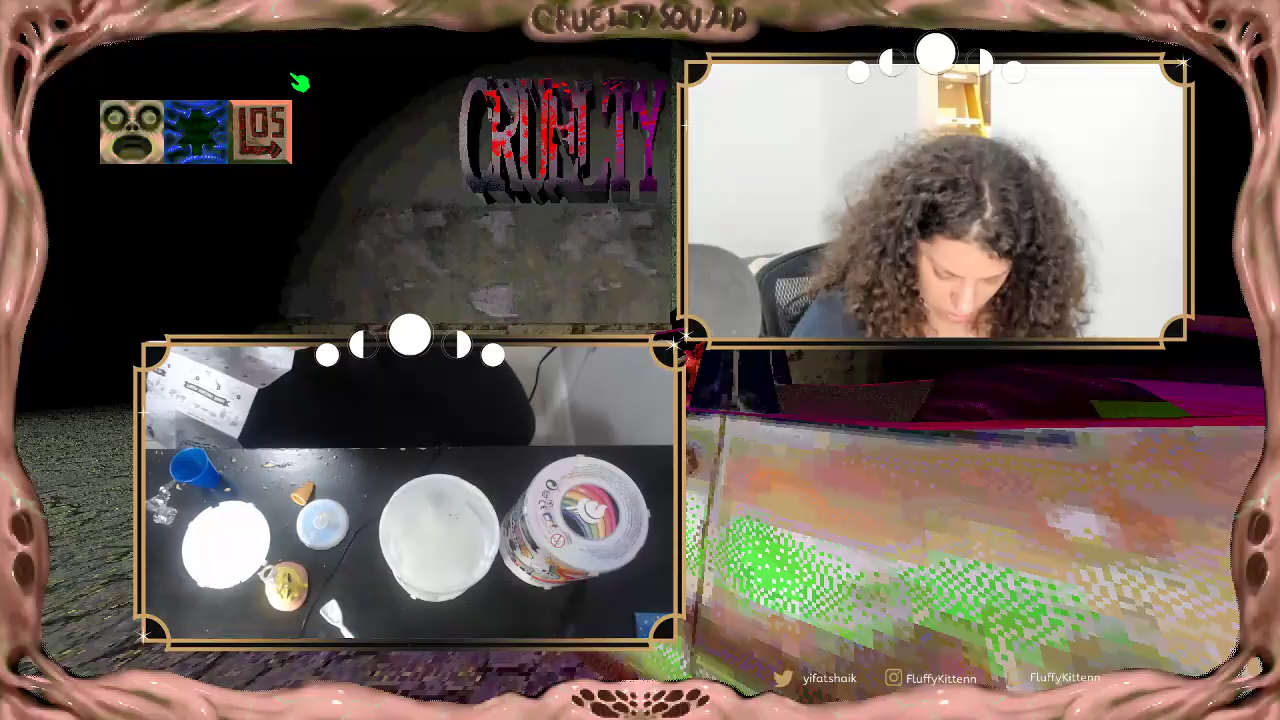 CRUELTY SQUAD
CRUELTY
LOS
yifatshaik
FluffyKittenn
FluffyKittenn